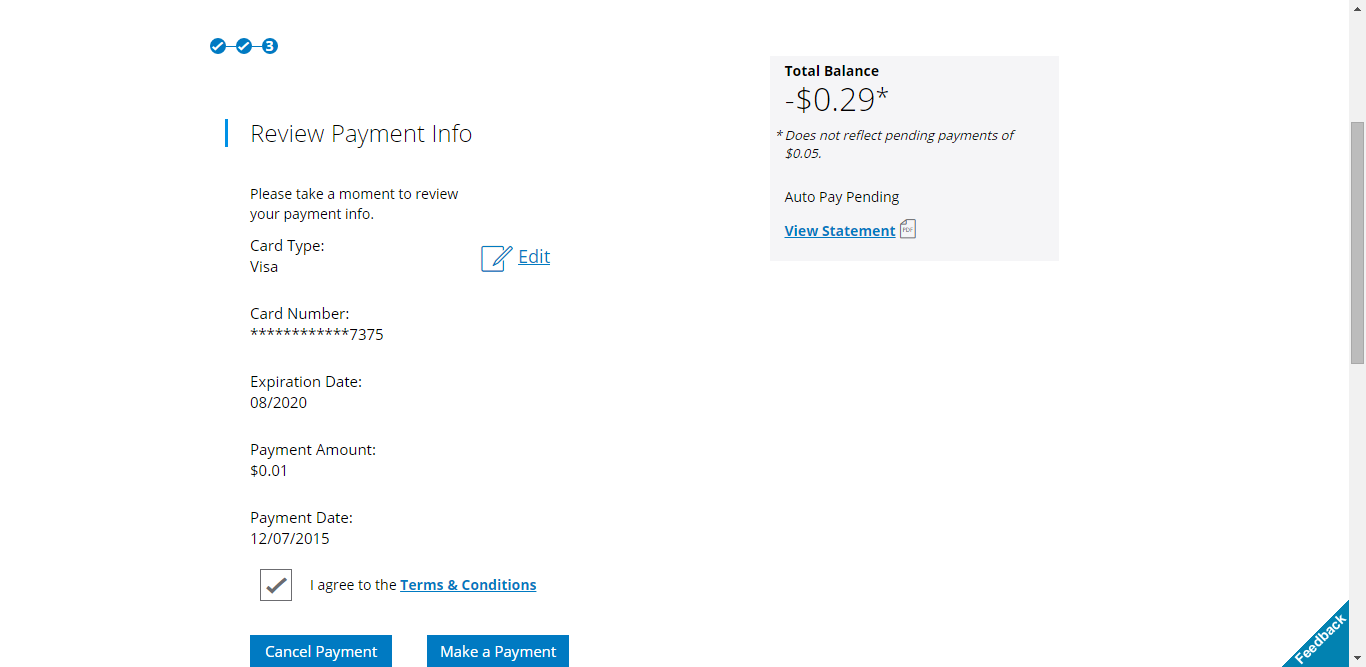 3
Review Payment Info
Please take a moment to review
your payment info.
Card Type:
Visa
Edit
Card Number:
************7375
Expiration Date:
08/2020
Payment Amount:
$0.01
Payment Date:
12/07/2015
I agree to the Terms & Conditions
Cancel Payment
Make a Payment
Total Balance
-$0.29*
* Does not reflect pending payments of
$0.05.
Auto Pay Pending
View Statement PDF
Feedback